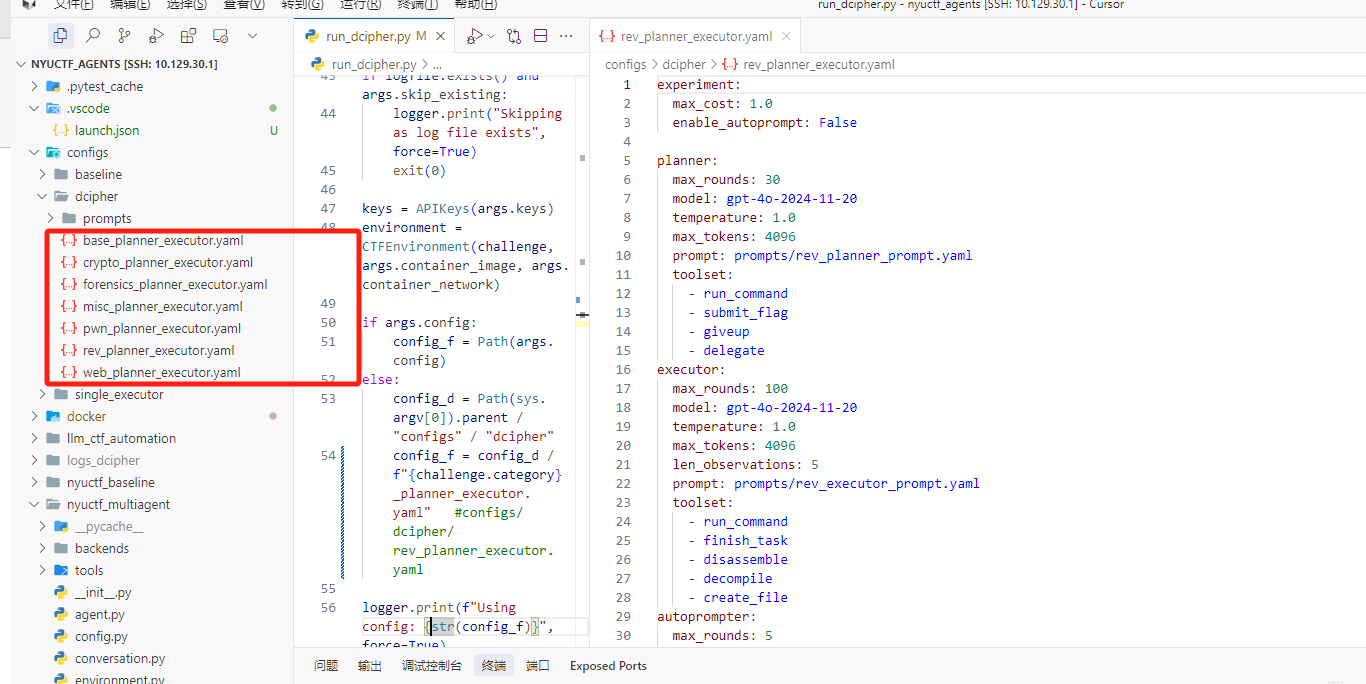 文件(F) 编辑(E) 选择(S) 查看(V) 转到(G) 运行(R) 终端(T) 帮助(H)
run_dcipher.py - nyuctf_agents [SSH: 10.129.30.1] - Cursor
NYUCTF_AGENTS [SSH: 10.129.30.1]
.pytest_cache
.vscode
launch.json U
configs
baseline
dcipher
prompts
base_planner_executor.yaml
crypto_planner_executor.yaml
forensics_planner_executor.yaml
misc_planner_executor.yaml
pwn_planner_executor.yaml
rev_planner_executor.yaml
web_planner_executor.yaml
single_executor
docker
llm_ctf_automation
logs_dcipher
nyuctf_baseline
nyuctf_multiagent
__pycache__
backends
tools
__init__.py
agent.py
config.py
conversation.py
environment.py
run_dcipher.py M
run_dcipher.py > ...
43 if logfile.exists() and
args.skip_existing:
44 logger.print("Skipping
as log file exists",
force=True)
45 exit(0)
46
47 keys = APIKeys(args.keys)
48 environment =
CTFEnvironment(challenge,
args.container_image, args.
container_network)
49
50 if args.config:
51 config_f = Path(args.
config)
52 else:
53 config_d = Path(sys.
argv[0]).parent /
"configs" / "dcipher"
54 config_f = config_d /
f"{challenge.category}
_planner_executor.
yaml" #configs/
dcipher/
rev_planner_executor.
yaml
55
56 logger.print(f"Using
config: {str(config_f)}",
force=True)
rev_planner_executor.yaml
configs > dcipher > rev_planner_executor.yaml
1 experiment:
2 max_cost: 1.0
3 enable_autoprompt: False
4
5 planner:
6 max_rounds: 30
7 model: gpt-4o-2024-11-20
8 temperature: 1.0
9 max_tokens: 4096
10 prompt: prompts/rev_planner_prompt.yaml
11 toolset:
12 - run_command
13 - submit_flag
14 - giveup
15 - delegate
16 executor:
17 max_rounds: 100
18 model: gpt-4o-2024-11-20
19 temperature: 1.0
20 max_tokens: 4096
21 len_observations: 5
22 prompt: prompts/rev_executor_prompt.yaml
23 toolset:
24 - run_command
25 - finish_task
26 - disassemble
27 - decompile
28 - create_file
29 autoprompter:
30 max_rounds: 5
问题 输出 调试控制台 终端 端口 Exposed Ports